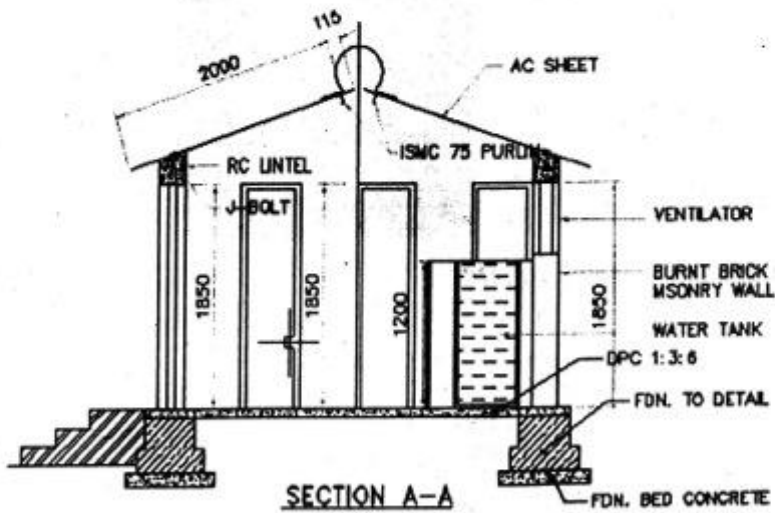 115
2000
AC SHEET
ISMC 75 PURLIN
RC LINTEL
J-BOLT
VENTILATOR
BURNT BRICK
MSONRY WALL
1850
1850
1200
1850
WATER TANK
DPC 1:3:6
FDN. TO DETAIL
SECTION A-A
FDN. BED CONCRETE